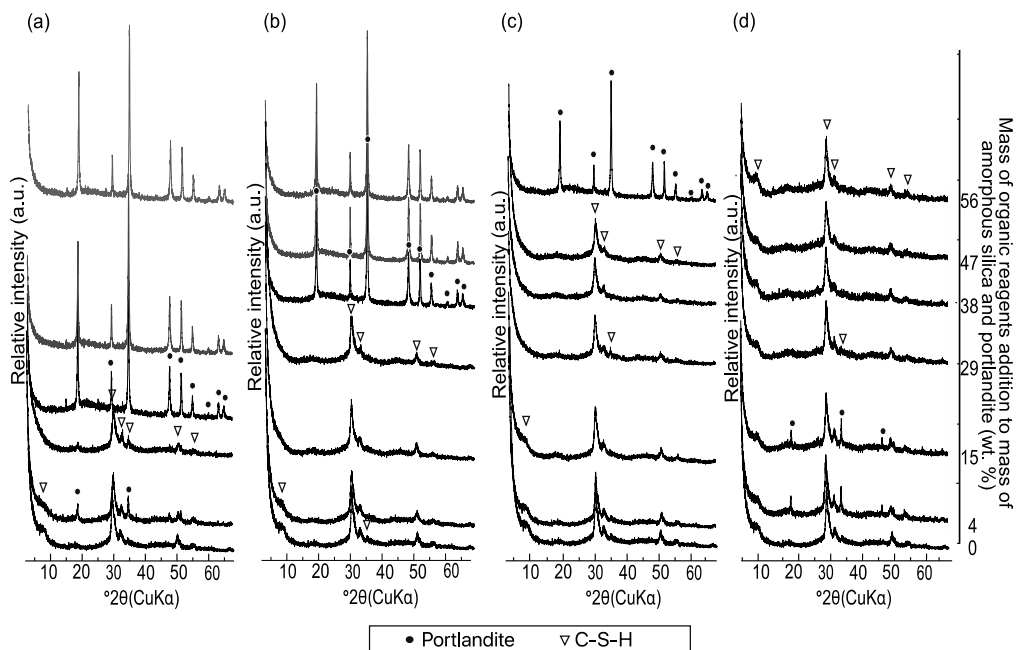 (a)
(b)
(c)
(d)
Relative intensity (a.u.)
Relative intensity (a.u.)
Relative intensity (a.u.)
Relative intensity (a.u.)
56
47
38
29
15
4
0
Mass of organic reagents addition to mass of
amorphous silica and portlandite (wt. %)
10 20 30 40 50 60
10 20 30 40 50 60
10 20 30 40 50 60
10 20 30 40 50 60
°2θ(CuKα)
°2θ(CuKα)
°2θ(CuKα)
°2θ(CuKα)
• Portlandite ▽ C-S-H